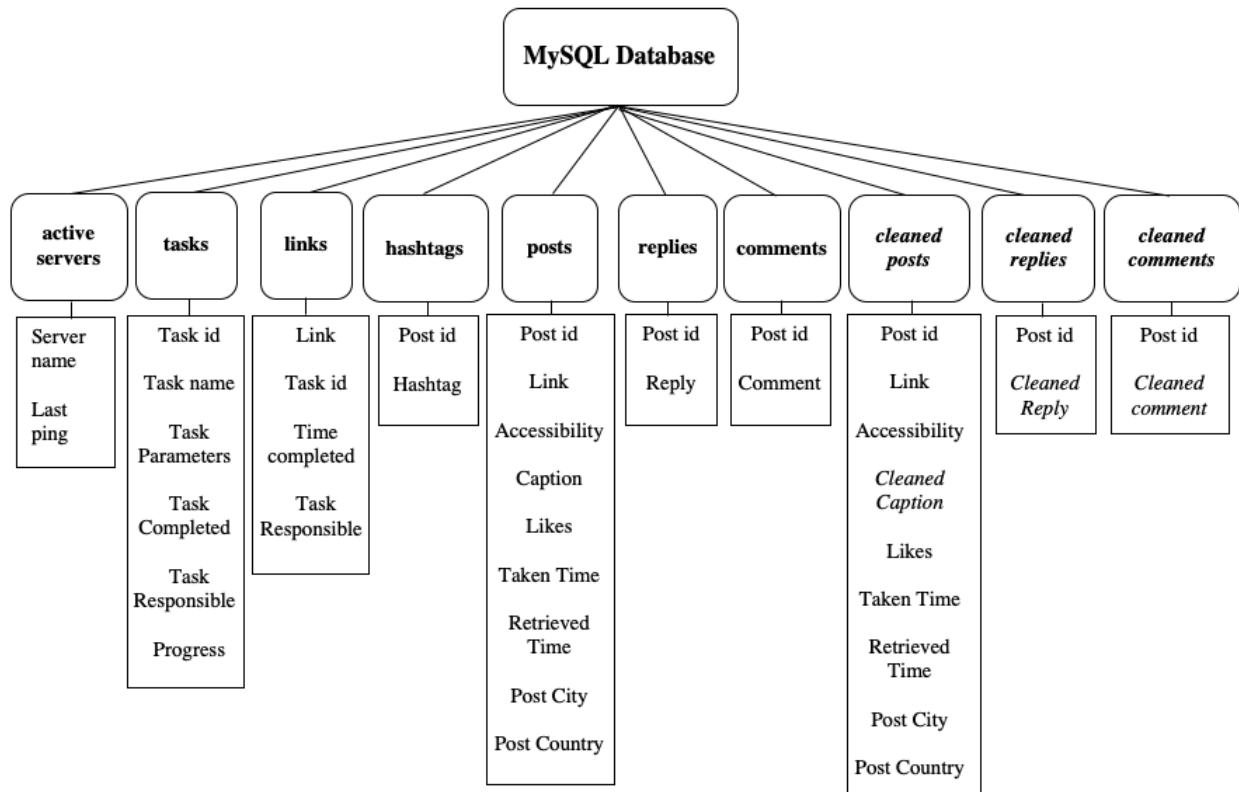 MySQL Database
active
servers
tasks
links
hashtags
posts
replies
comments
cleaned
posts
cleaned
replies
cleaned
comments
Server
name
Last
ping
Task id
Task name
Task
Parameters
Task
Completed
Task
Responsible
Progress
Link
Task id
Time
completed
Task
Responsible
Post id
Hashtag
Post id
Link
Accessibility
Caption
Likes
Taken Time
Retrieved
Time
Post City
Post Country
Post id
Reply
Post id
Comment
Post id
Link
Accessibility
Cleaned
Caption
Likes
Taken Time
Retrieved
Time
Post City
Post Country
Post id
Cleaned
Reply
Post id
Cleaned
comment